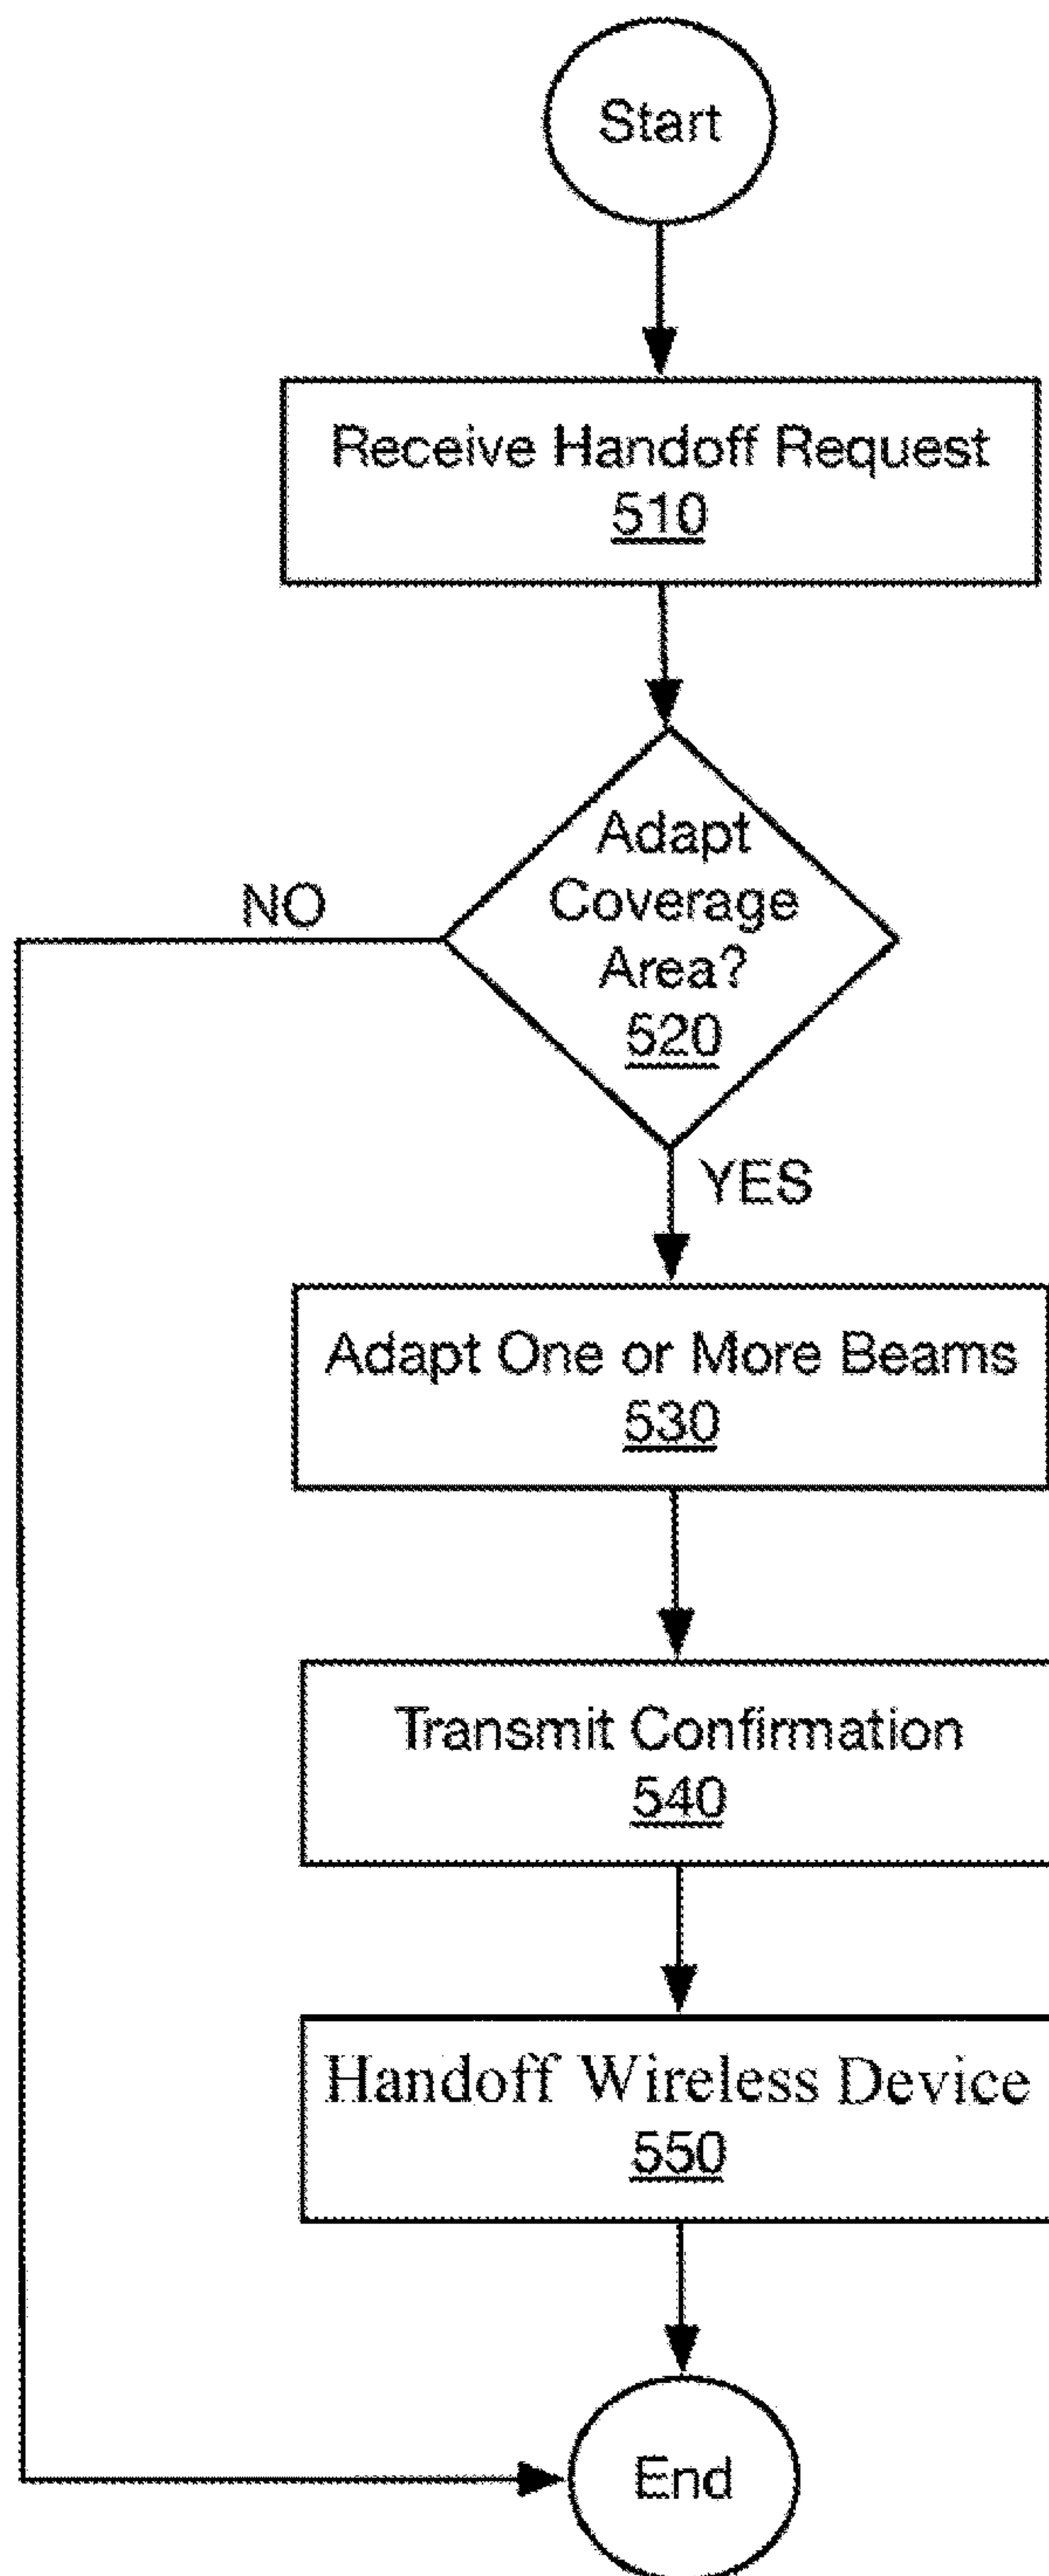 Start
Receive Handoff Request
510
Adapt
Coverage
Area?
520
NO
YES
Adapt One or More Beams
530
Transmit Confirmation
540
Handoff Wireless Device
550
End